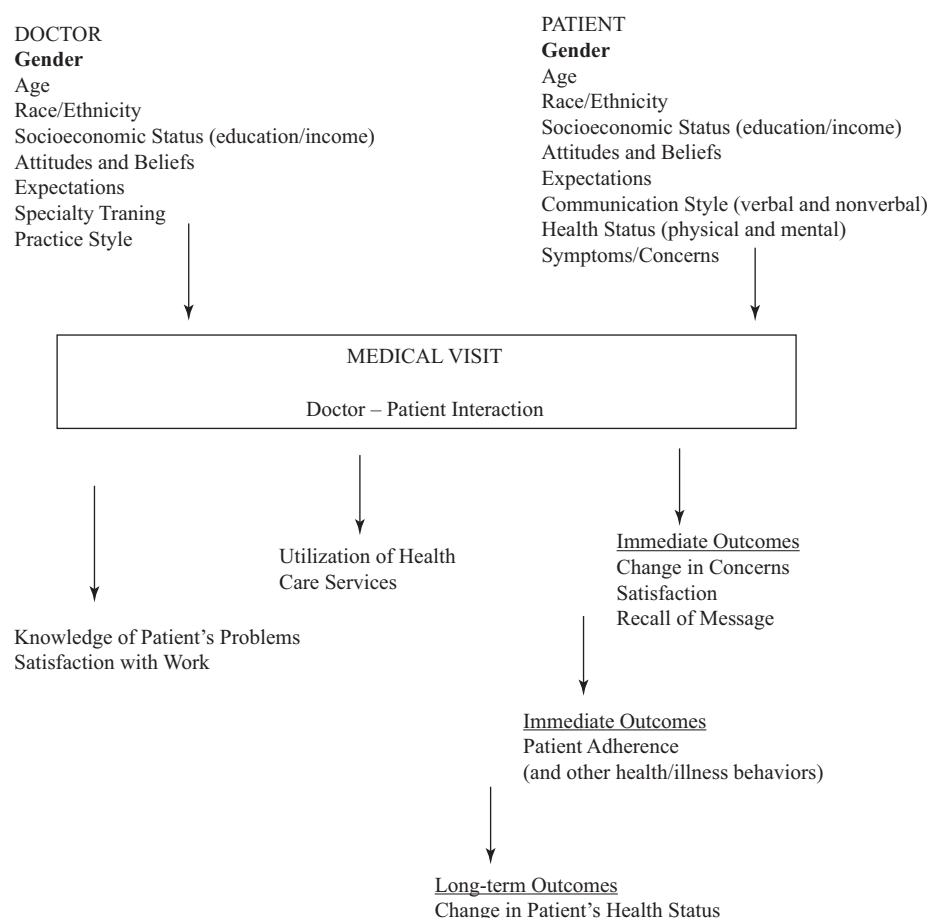 DOCTOR
Gender
Age
Race/Ethnicity
Socioeconomic Status (education/income)
Attitudes and Beliefs
Expectations
Specialty Traning
Practice Style
PATIENT
Gender
Age
Race/Ethnicity
Socioeconomic Status (education/income)
Attitudes and Beliefs
Expectations
Communication Style (verbal and nonverbal)
Health Status (physical and mental)
Symptoms/Concerns
MEDICAL VISIT
Doctor – Patient Interaction
Knowledge of Patient’s Problems
Satisfaction with Work
Utilization of Health
Care Services
Immediate Outcomes
Change in Concerns
Satisfaction
Recall of Message
Immediate Outcomes
Patient Adherence
(and other health/illness behaviors)
Long-term Outcomes
Change in Patient’s Health Status